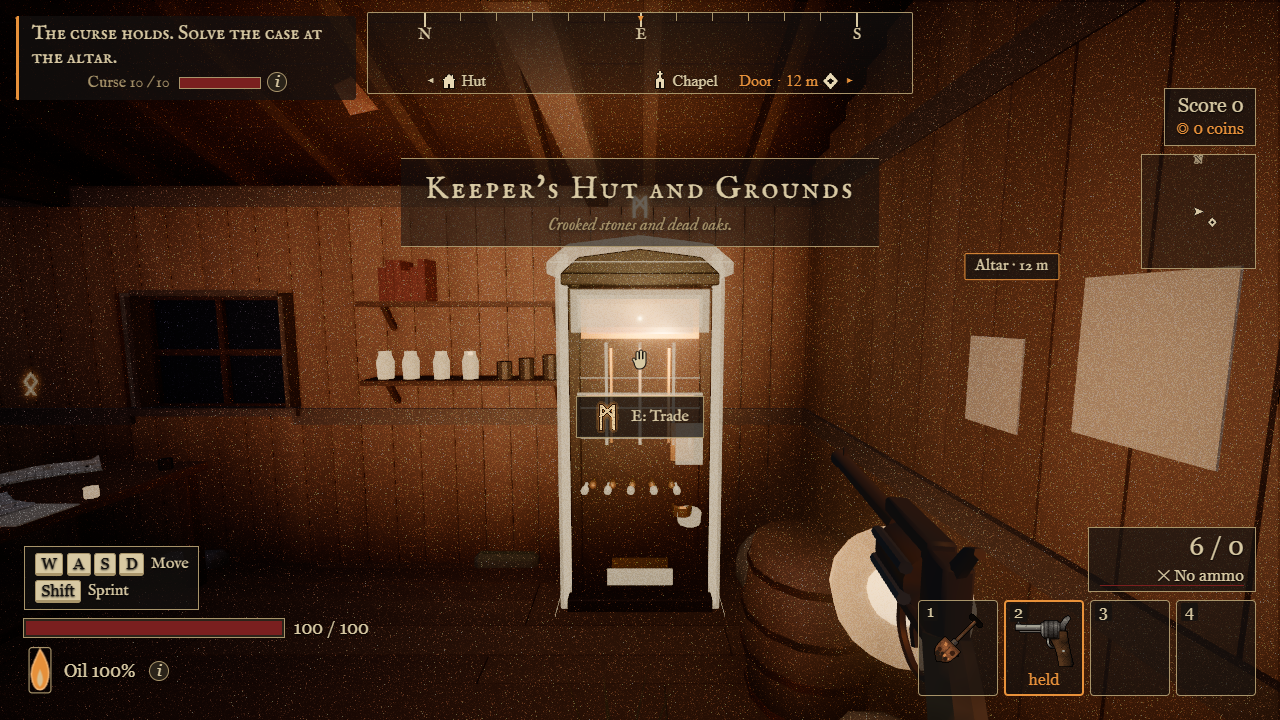 The curse holds. Solve the case at
the altar.
Curse 10/10
i
N
E
S
Hut
Chapel
Door · 12 m
Score 0
0 coins
Keeper's Hut and Grounds
Crooked stones and dead oaks.
Altar · 12 m
E: Trade
W A S D Move
Shift Sprint
100 / 100
Oil 100%
i
6 / 0
No ammo
1
2
3
4
held